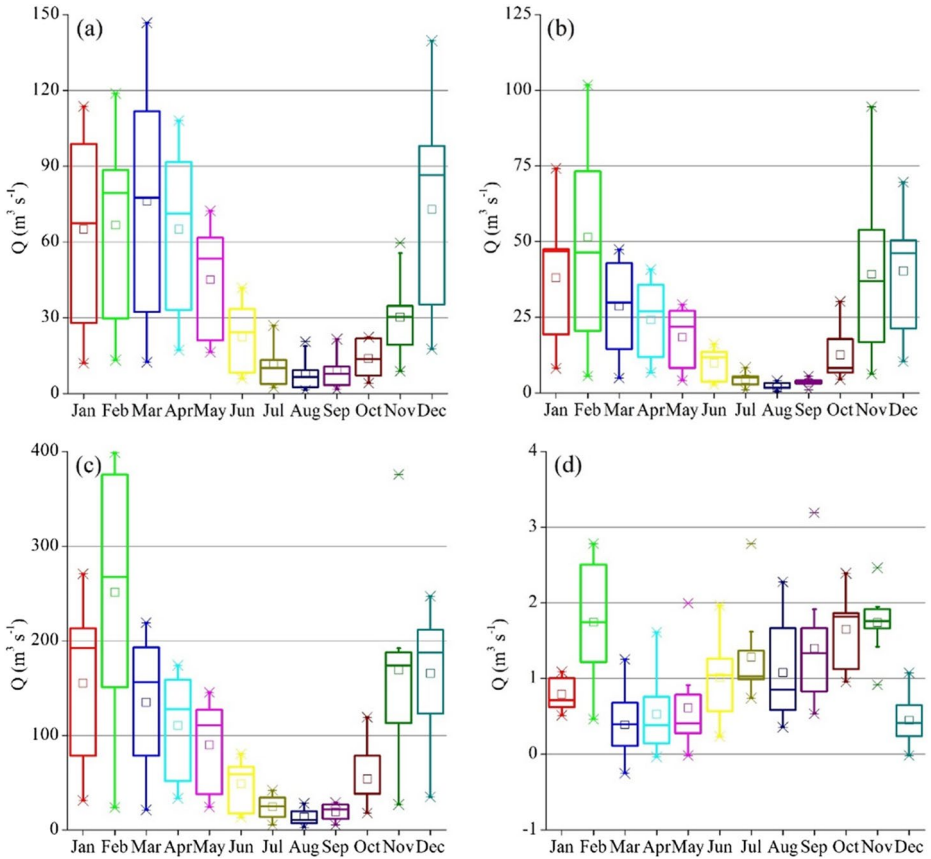 (a)
Q (m³ s⁻¹)
150
120
90
60
30
0
Jan Feb Mar Apr May Jun Jul Aug Sep Oct Nov Dec
(b)
Q (m³ s⁻¹)
125
100
75
50
25
0
Jan Feb Mar Apr May Jun Jul Aug Sep Oct Nov Dec
(c)
Q (m³ s⁻¹)
400
300
200
100
0
Jan Feb Mar Apr May Jun Jul Aug Sep Oct Nov Dec
(d)
Q (m³ s⁻¹)
4
3
2
1
0
-1
Jan Feb Mar Apr May Jun Jul Aug Sep Oct Nov Dec